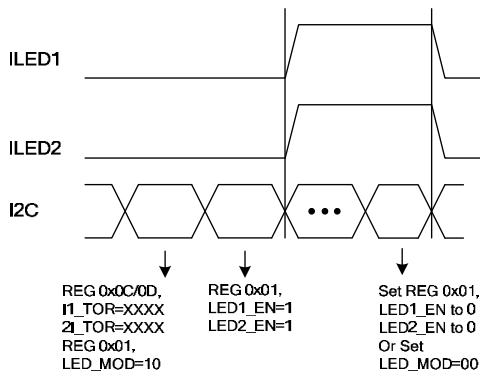 ILED1
ILED2
I2C
REG 0x0C/0D,
I1_TOR=XXXX
2I_TOR=XXXX
REG 0x01,
LED_MOD=10
REG 0x01,
LED1_EN=1
LED2_EN=1
Set REG 0x01,
LED1_EN to 0
LED2_EN to 0
Or Set
LED_MOD=00